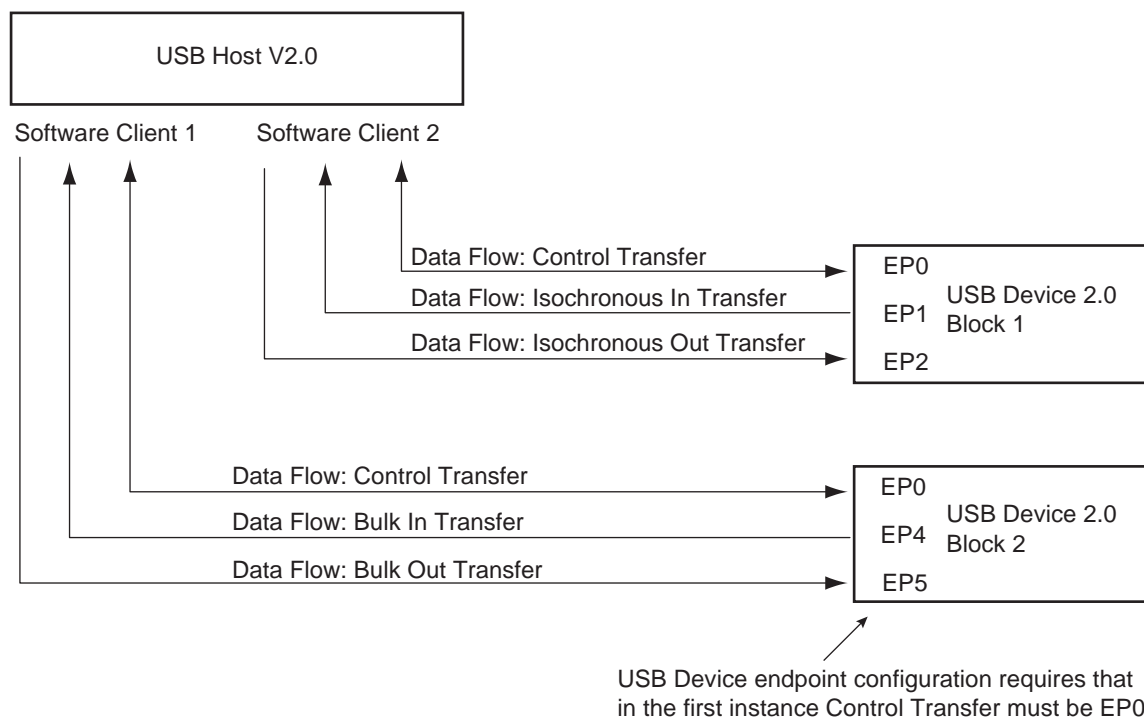 USB Host V2.0
Software Client 1
Software Client 2
Data Flow: Control Transfer
Data Flow: Isochronous In Transfer
Data Flow: Isochronous Out Transfer
EP0
EP1
EP2
USB Device 2.0
Block 1
Data Flow: Control Transfer
Data Flow: Bulk In Transfer
Data Flow: Bulk Out Transfer
EP0
EP4
EP5
USB Device 2.0
Block 2
USB Device endpoint configuration requires that
in the first instance Control Transfer must be EP0